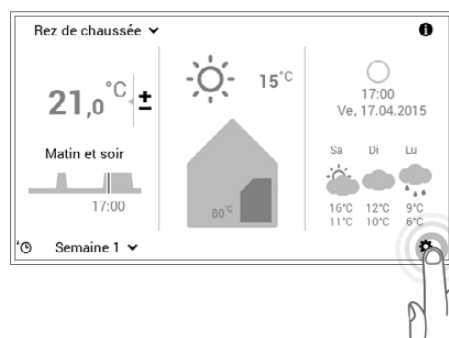 Rez de chaussée
21,0 °C ±
15 °C
17:00
Ve, 17.04.2015
Matin et soir
17:00
80 °C
Sa Di Lu
16°C 12°C 9°C
11°C 10°C 6°C
Semaine 1